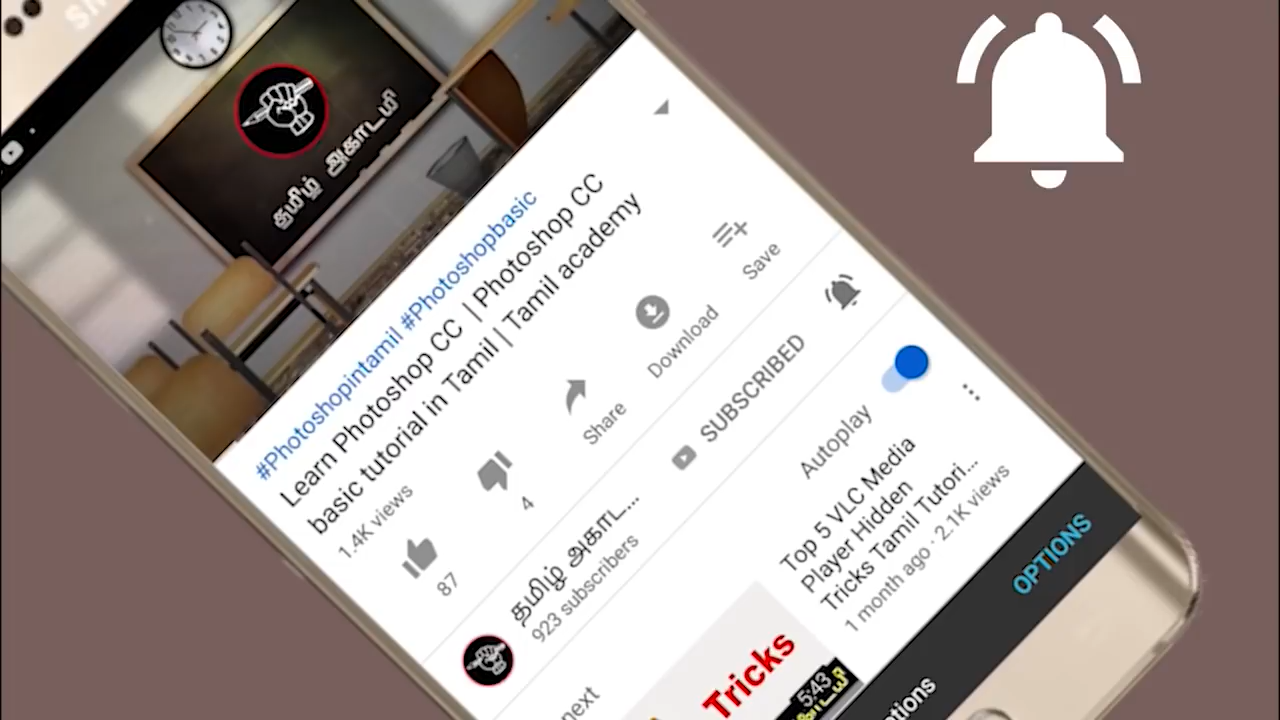 தமிழ் அகாடமி
#Photoshopintamil #Photoshopbasic
Learn Photoshop CC | Photoshop CC
basic tutorial in Tamil | Tamil academy
1.4K views
87
4
Share
Download
Save
தமிழ் அகாட...
923 subscribers
SUBSCRIBED
Autoplay
Top 5 VLC Media
Player Hidden
Tricks Tamil Tutori...
1 month ago · 2.1K views
Tricks
5:43
OPTIONS